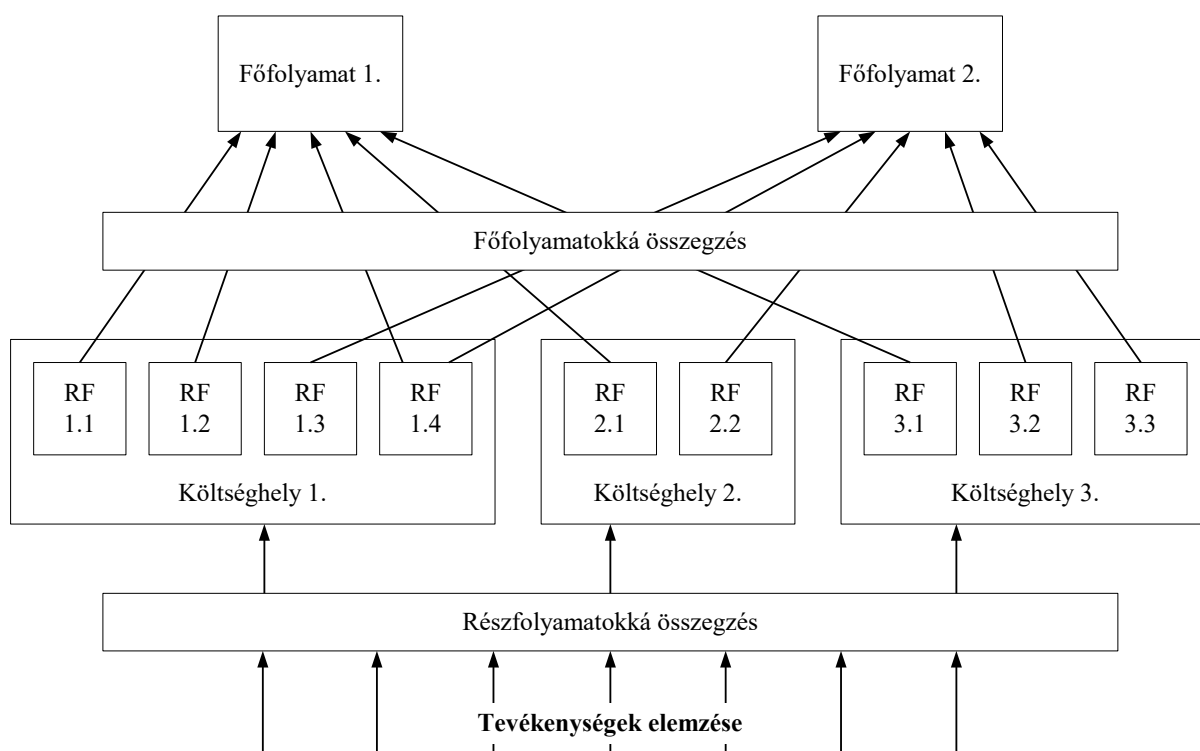 Főfolyamat 1.
Főfolyamat 2.
Főfolyamatokká összegzés
RF
1.1
RF
1.2
RF
1.3
RF
1.4
Költséghely 1.
RF
2.1
RF
2.2
Költséghely 2.
RF
3.1
RF
3.2
RF
3.3
Költséghely 3.
Részfolyamatokká összegzés
Tevékenységek elemzése